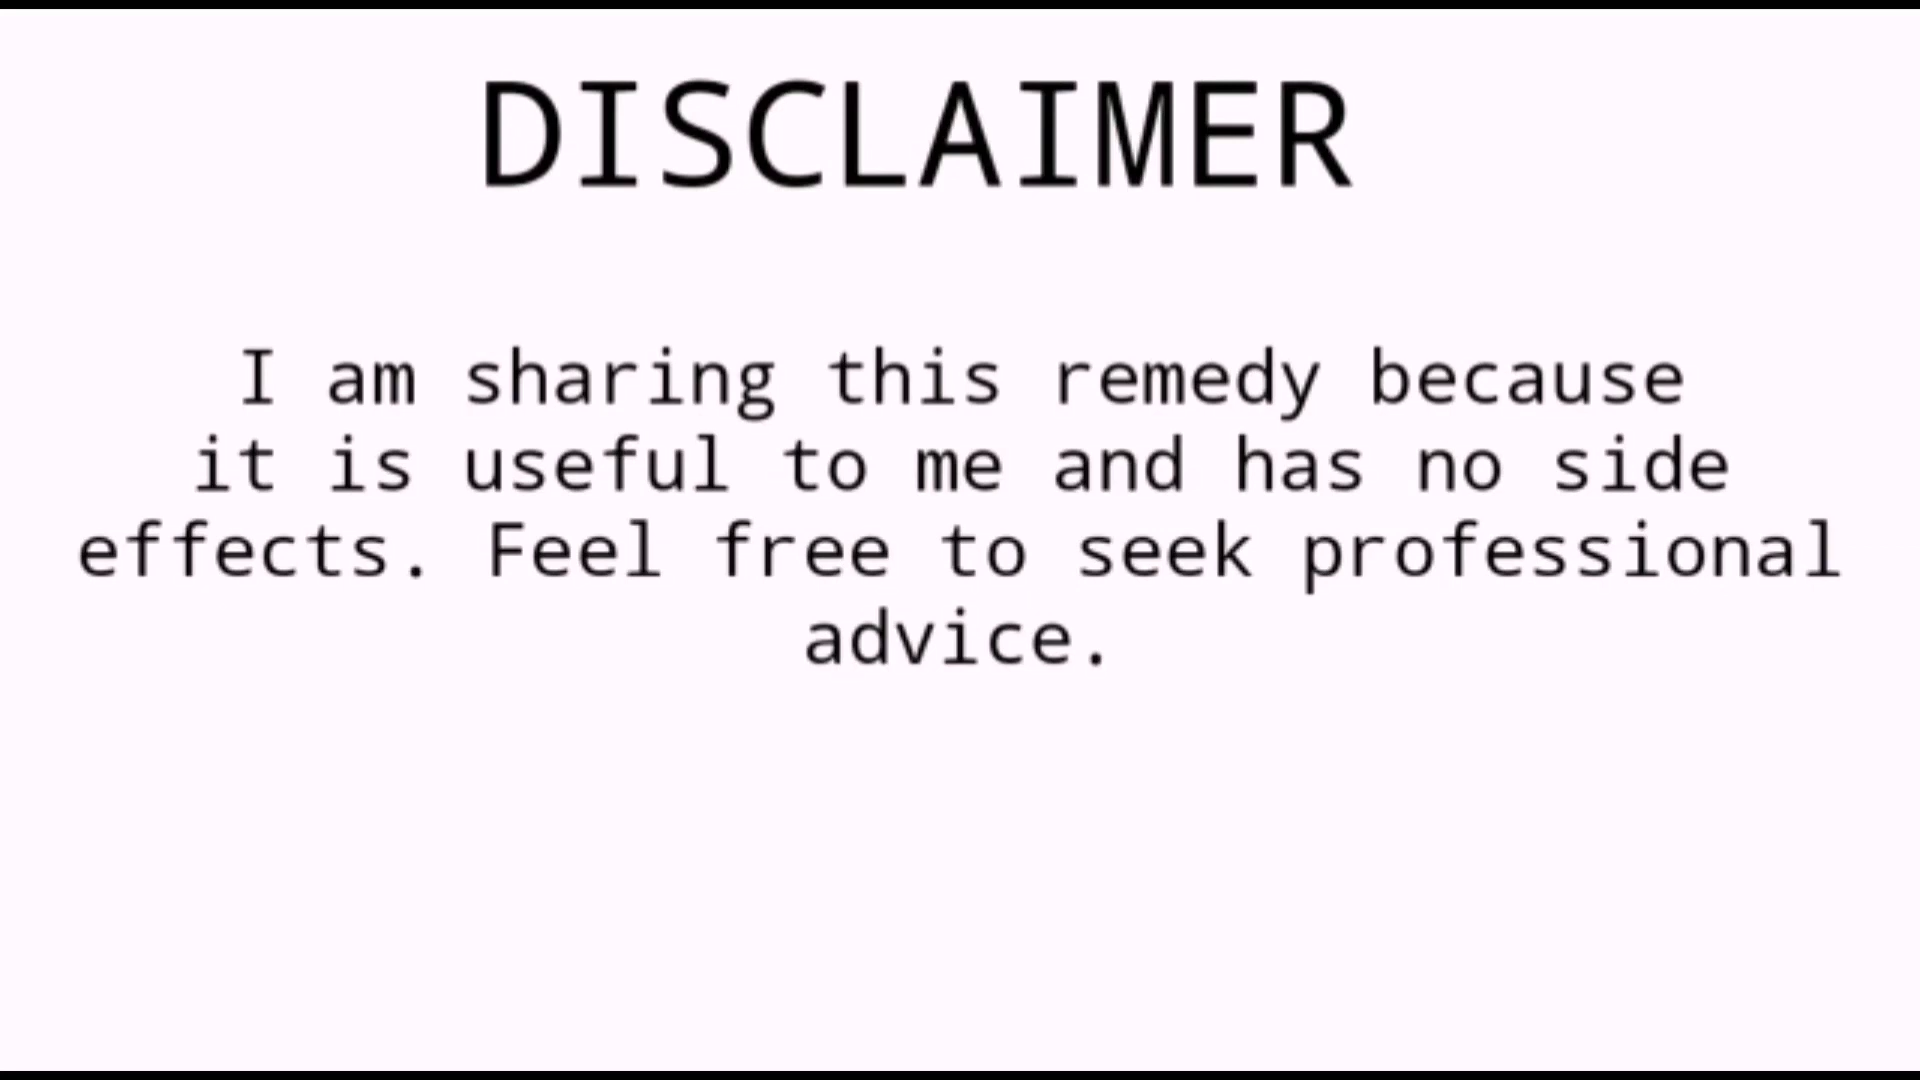 DISCLAIMER
I am sharing this remedy because
it is useful to me and has no side
effects. Feel free to seek professional
advice.